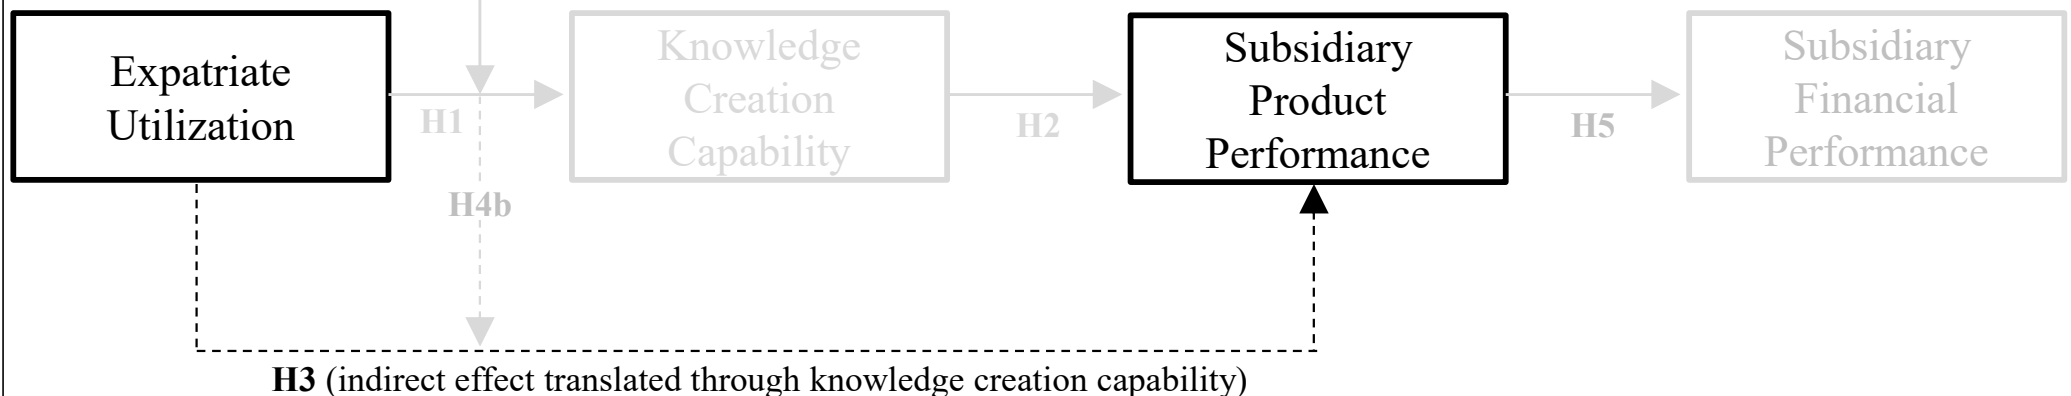 Expatriate
Utilization
H1
Knowledge
Creation
Capability
H2
Subsidiary
Product
Performance
H5
Subsidiary
Financial
Performance
H4b
H3 (indirect effect translated through knowledge creation capability)